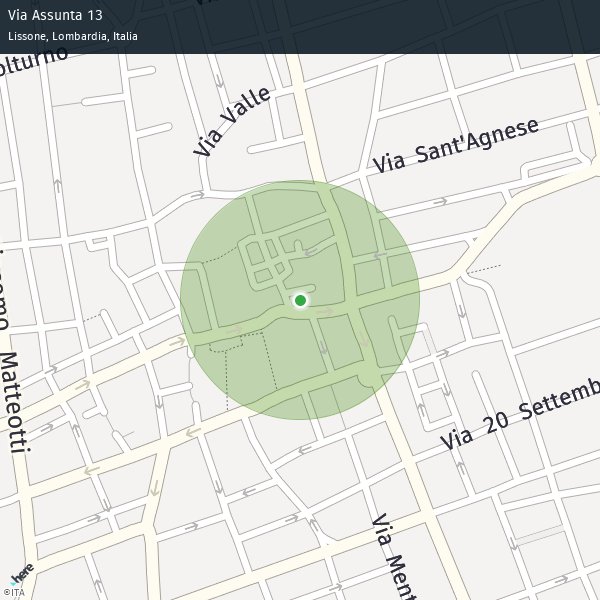 Via Assunta 13
Lissone, Lombardia, Italia
olturno
Via Valle
Via Sant'Agnese
como Matteotti
Via 20 Settemb
Via Ment
here
©ITA